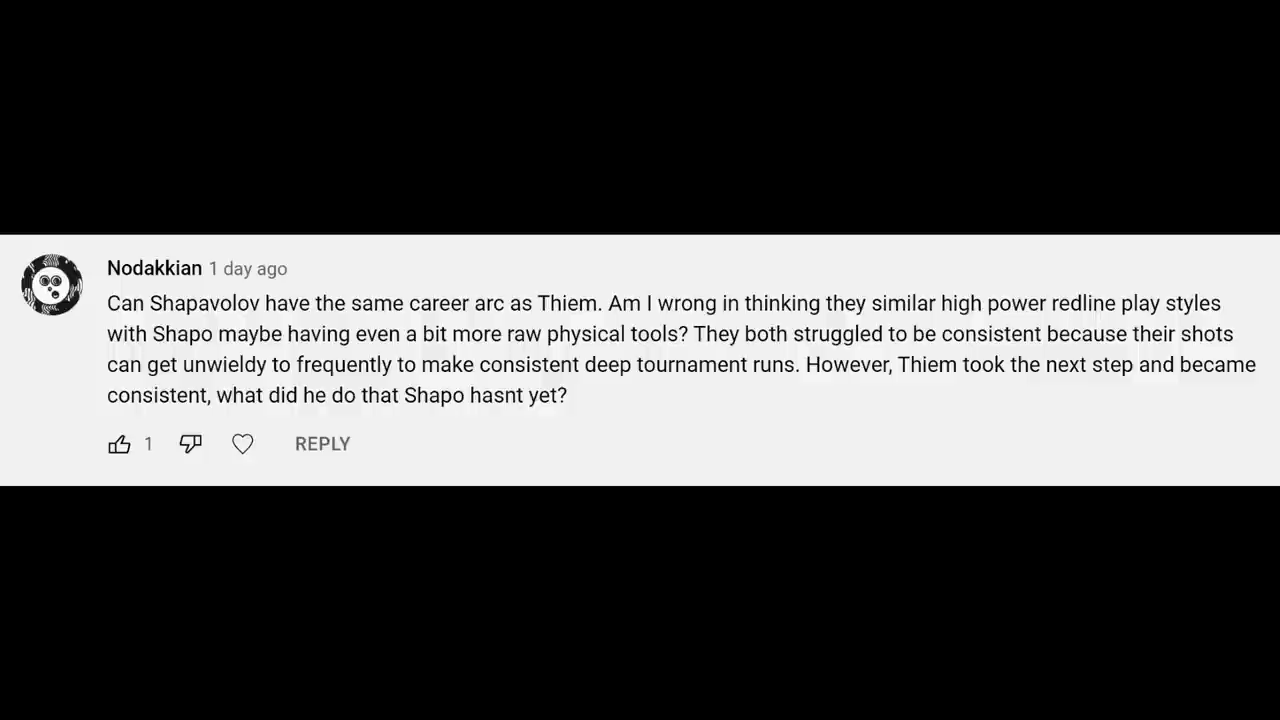 Nodakkian 1 day ago
Can Shapavolov have the same career arc as Thiem. Am I wrong in thinking they similar high power redline play styles
with Shapo maybe having even a bit more raw physical tools? They both struggled to be consistent because their shots
can get unwieldy to frequently to make consistent deep tournament runs. However, Thiem took the next step and became
consistent, what did he do that Shapo hasnt yet?
1 REPLY